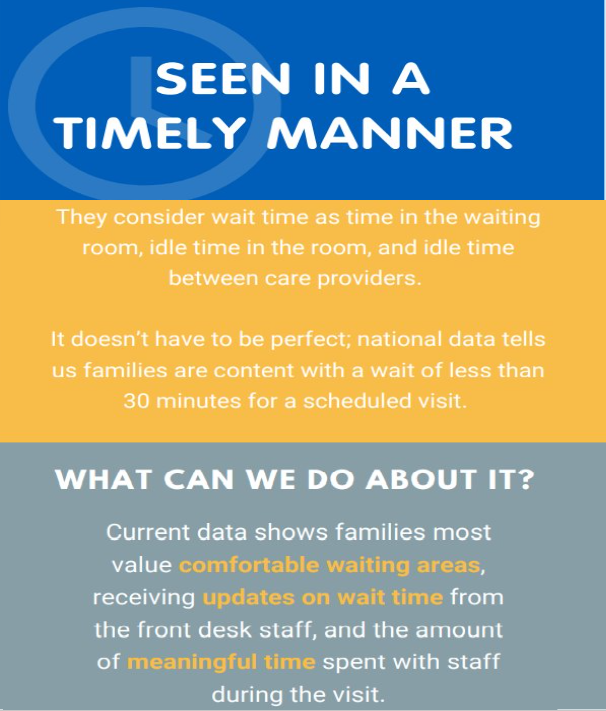 SEEN IN A
TIMELY MANNER
They consider wait time as time in the waiting
room, idle time in the room, and idle time
between care providers.
It doesn't have to be perfect; national data tells
us families are content with a wait of less than
30 minutes for a scheduled visit.
WHAT CAN WE DO ABOUT IT?
Current data shows families most
value comfortable waiting areas,
receiving updates on wait time from
the front desk staff, and the amount
of meaningful time spent with staff
during the visit.